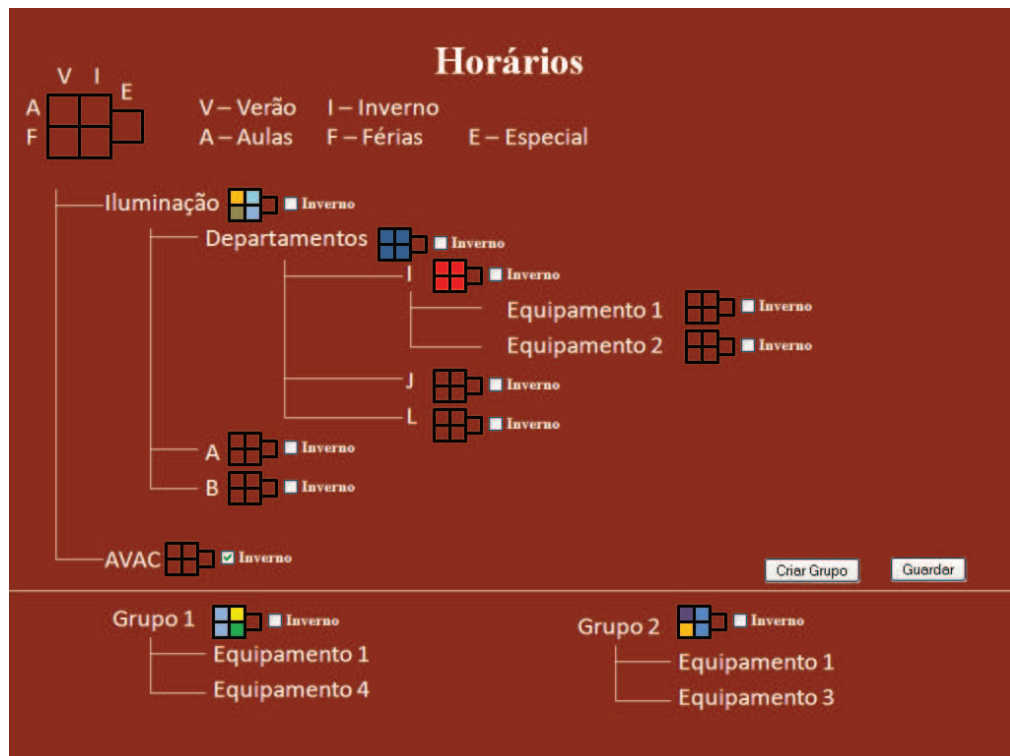 Horários
V I
E
A
F
V – Verão I – Inverno
A – Aulas F – Férias E – Especial
Iluminação Inverno
Departamentos Inverno
I Inverno
Equipamento 1 Inverno
Equipamento 2 Inverno
J Inverno
L Inverno
A Inverno
B Inverno
AVAC Inverno
Criar Grupo Guardar
Grupo 1 Inverno
Equipamento 1
Equipamento 4
Grupo 2 Inverno
Equipamento 1
Equipamento 3